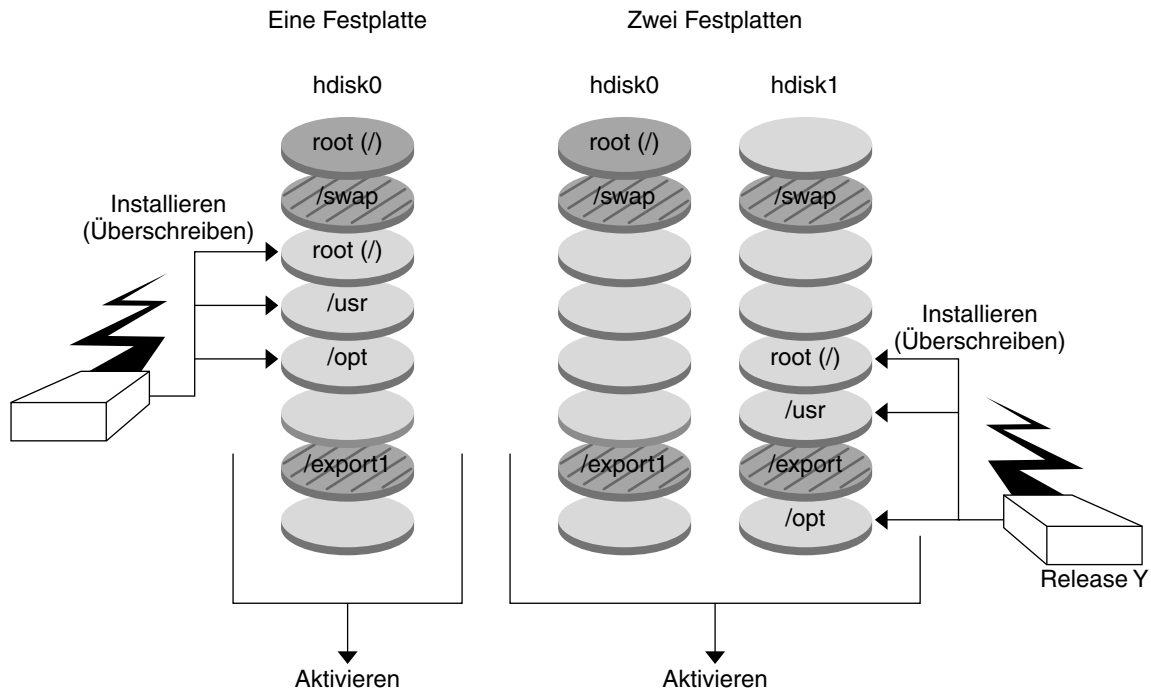 Eine Festplatte
Zwei Festplatten
hdisk0
hdisk0
hdisk1
root (/)
/swap
root (/)
/usr
/opt
/export1
Installieren
(Überschreiben)
root (/)
/swap
/export1
/swap
root (/)
/usr
/export
/opt
Installieren
(Überschreiben)
Release Y
Aktivieren
Aktivieren